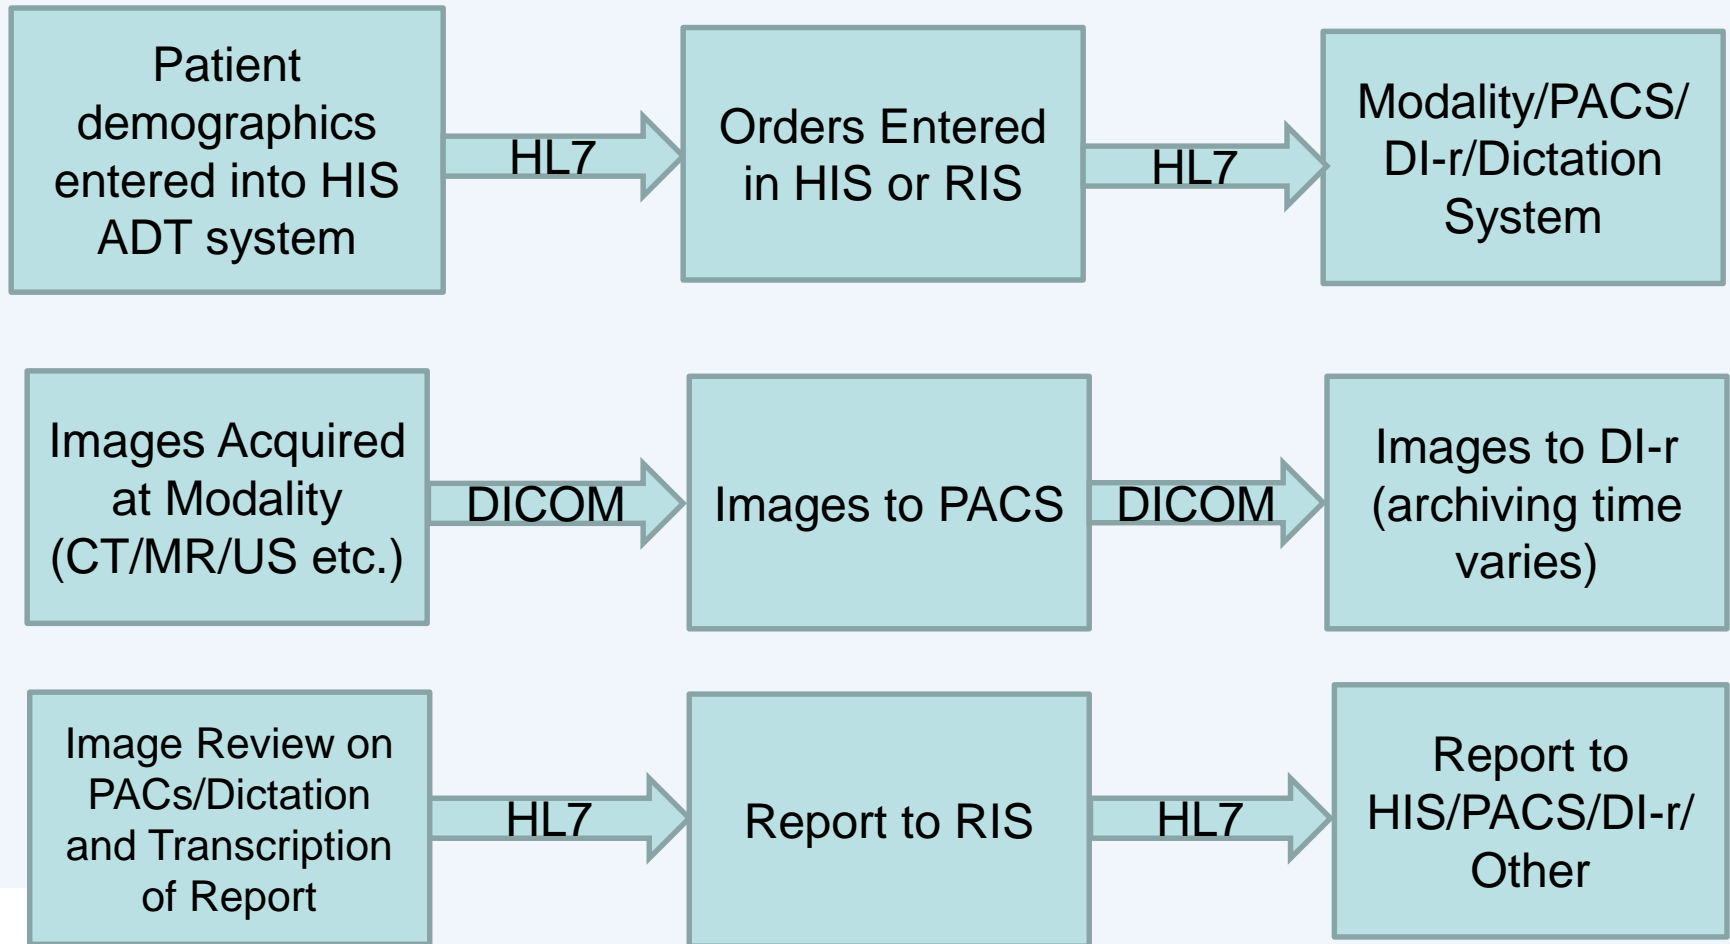 Patient
demographics
entered into HIS
ADT system
HL7
Orders Entered
in HIS or RIS
HL7
Modality/PACS/
DI-r/Dictation
System
Images Acquired
at Modality
(CT/MR/US etc.)
DICOM
Images to PACS
DICOM
Images to DI-r
(archiving time
varies)
Image Review on
PACs/Dictation
and Transcription
of Report
HL7
Report to RIS
HL7
Report to
HIS/PACS/DI-r/
Other